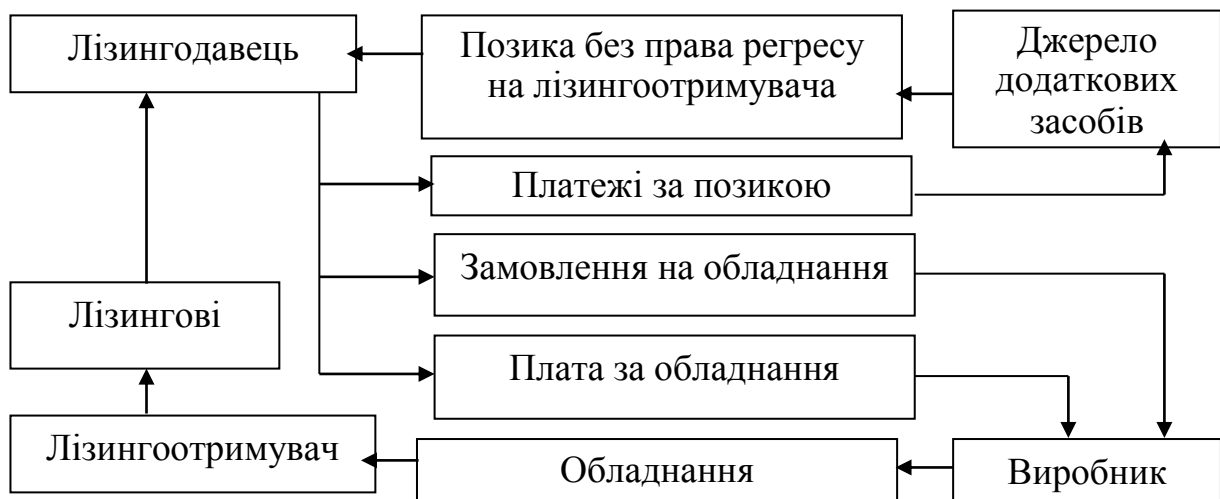 Лізингодавець
Позика без права регресу
на лізингоотримувача
Джерело
додаткових
засобів
Платежі за позикою
Замовлення на обладнання
Лізингові
Плата за обладнання
Лізингоотримувач
Обладнання
Виробник